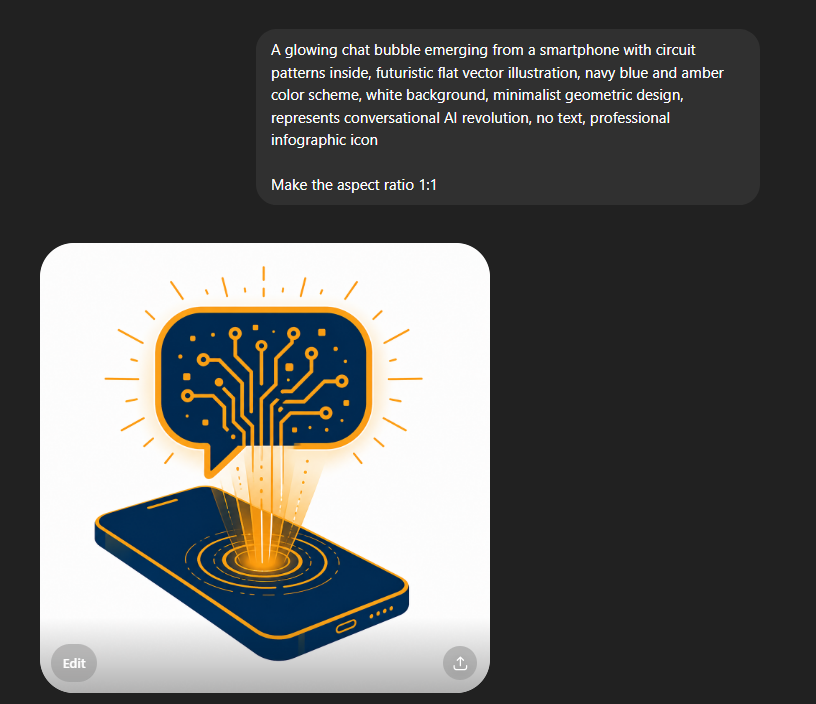 A glowing chat bubble emerging from a smartphone with circuit
patterns inside, futuristic flat vector illustration, navy blue and amber
color scheme, white background, minimalist geometric design,
represents conversational AI revolution, no text, professional
infographic icon
Make the aspect ratio 1:1
Edit